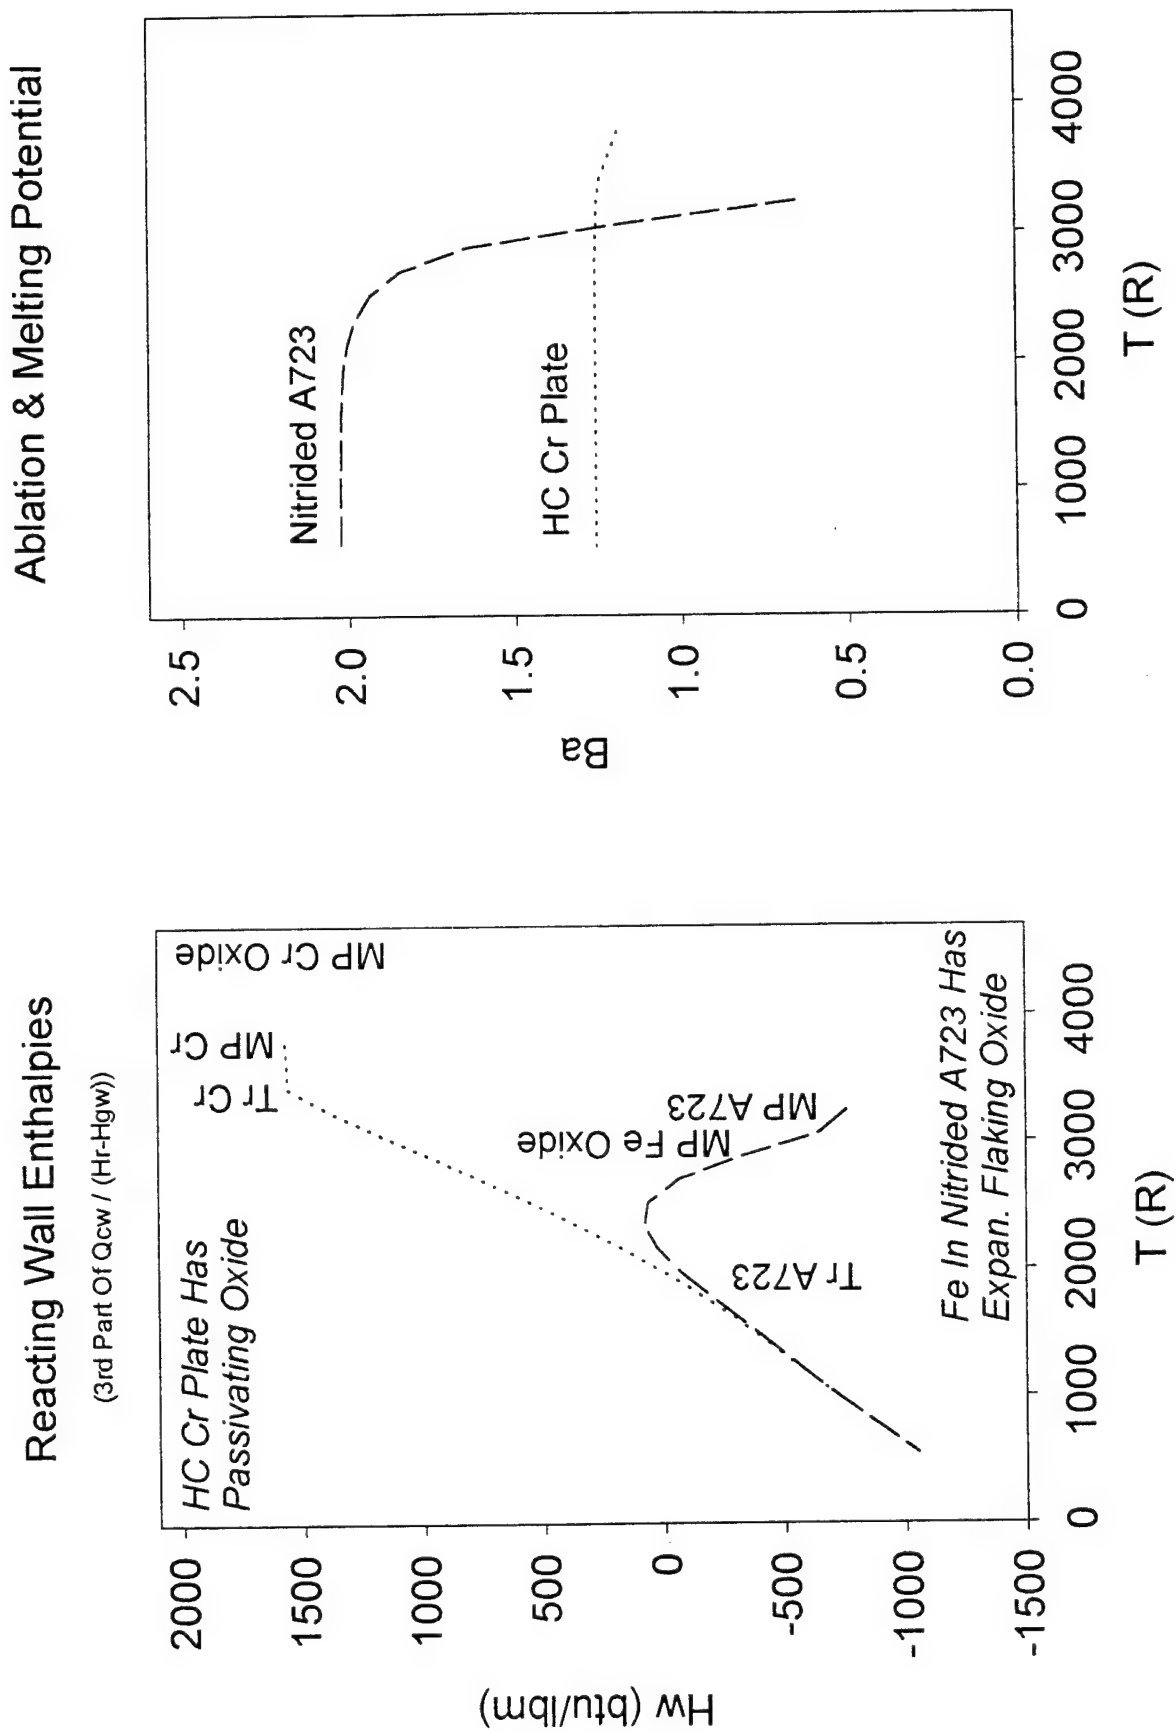 Reacting Wall Enthalpies
(3rd Part Of Qcw / (Hr-Hgw))
Hw (btu/lbm)
2000
1500
1000
500
0
-500
-1000
-1500
HC Cr Plate Has
Passivating Oxide
Tr Cr
MP Cr
MP Cr Oxide
MP Fe Oxide
MP A723
Tr A723
Fe In Nitrided A723 Has
Expan. Flaking Oxide
0
1000
2000
3000
4000
T (R)
Ablation & Melting Potential
Ba
2.5
2.0
1.5
1.0
0.5
0.0
Nitrided A723
HC Cr Plate
0
1000
2000
3000
4000
T (R)